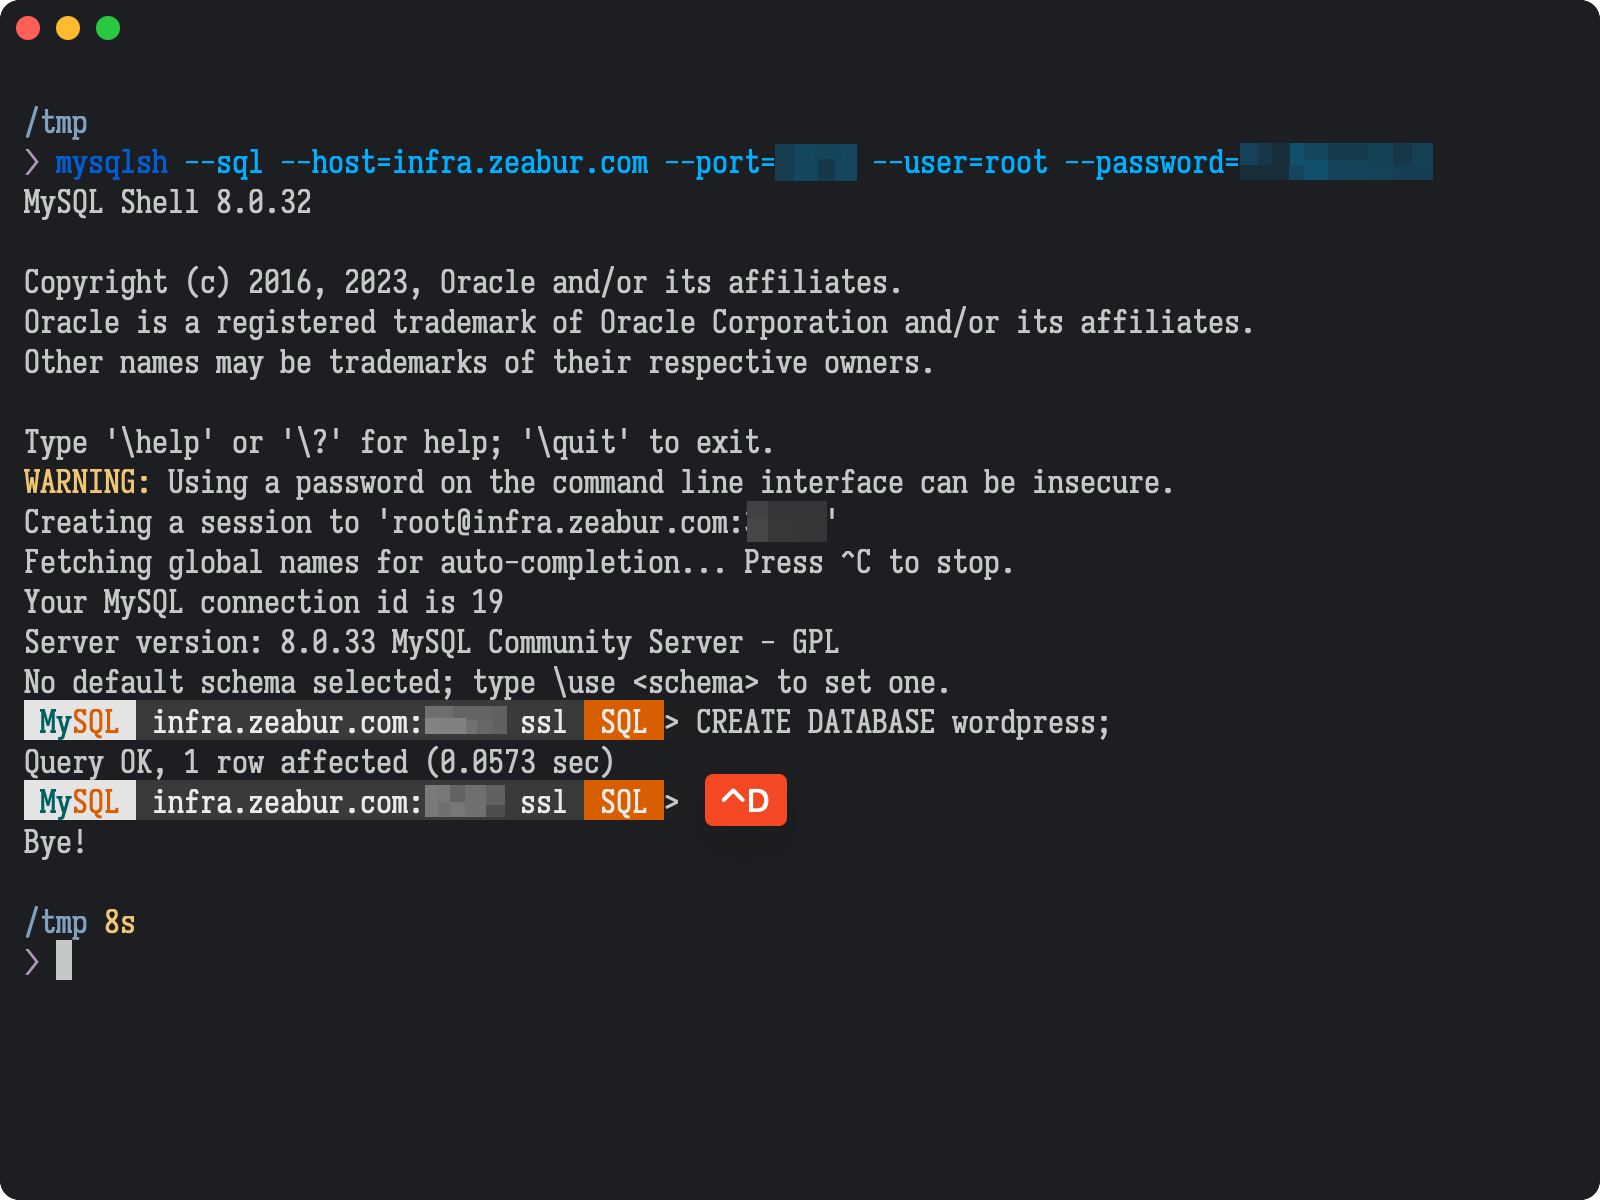 /tmp
❯ mysqlsh --sql --host=infra.zeabur.com --port= --user=root --password=
MySQL Shell 8.0.32
Copyright (c) 2016, 2023, Oracle and/or its affiliates.
Oracle is a registered trademark of Oracle Corporation and/or its affiliates.
Other names may be trademarks of their respective owners.
Type '\help' or '\?' for help; '\quit' to exit.
WARNING: Using a password on the command line interface can be insecure.
Creating a session to 'root@infra.zeabur.com:'
Fetching global names for auto-completion... Press ^C to stop.
Your MySQL connection id is 19
Server version: 8.0.33 MySQL Community Server - GPL
No default schema selected; type \use <schema> to set one.
MySQL infra.zeabur.com: ssl SQL > CREATE DATABASE wordpress;
Query OK, 1 row affected (0.0573 sec)
MySQL infra.zeabur.com: ssl SQL > ^D
Bye!
/tmp 8s
❯